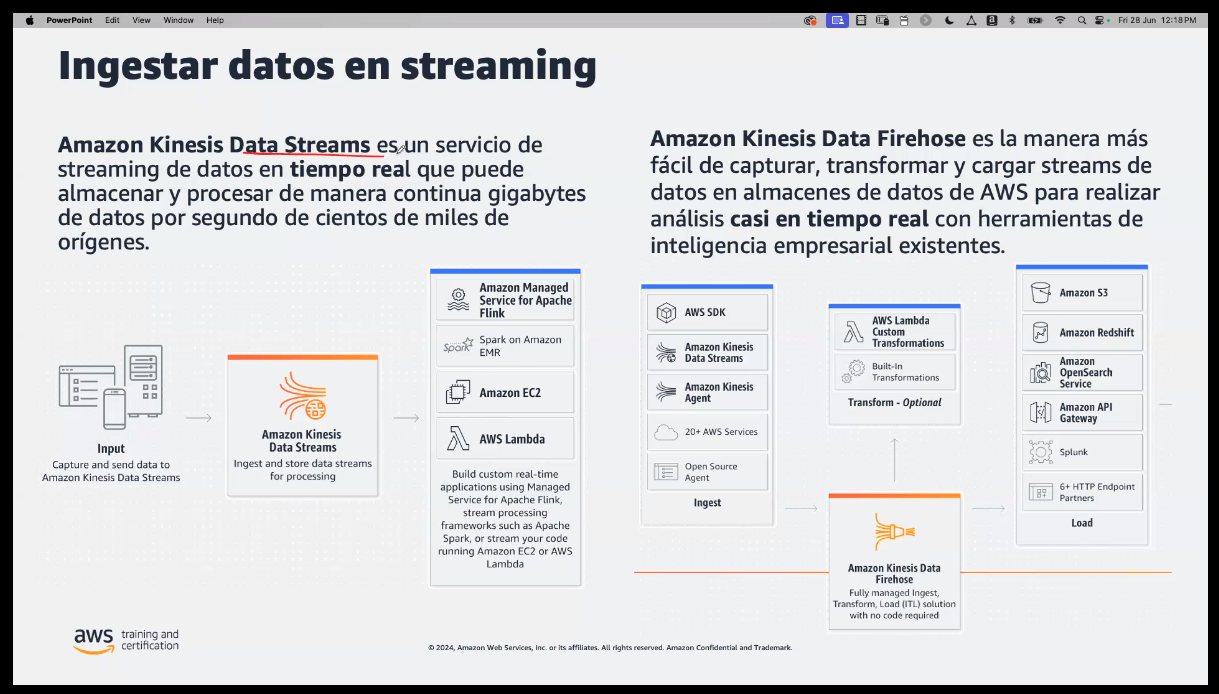 PowerPoint Edit View Window Help
Fri 28 Jun 12:18 PM
Ingestar datos en streaming
Amazon Kinesis Data Streams es un servicio de
streaming de datos en tiempo real que puede
almacenar y procesar de manera continua gigabytes
de datos por segundo de cientos de miles de
orígenes.
Input
Capture and send data to
Amazon Kinesis Data Streams
Amazon Kinesis
Data Streams
Ingest and store data streams
for processing
Amazon Managed
Service for Apache
Flink
Spark
Spark on Amazon
EMR
Amazon EC2
AWS Lambda
Build custom real-time
applications using Managed
Service for Apache Flink,
stream processing
frameworks such as Apache
Spark, or stream your code
running Amazon EC2 or AWS
Lambda
Amazon Kinesis Data Firehose es la manera más
fácil de capturar, transformar y cargar streams de
datos en almacenes de datos de AWS para realizar
análisis casi en tiempo real con herramientas de
inteligencia empresarial existentes.
AWS SDK
Amazon Kinesis
Data Streams
Amazon Kinesis
Agent
20+ AWS Services
Open Source
Agent
Ingest
AWS Lambda
Custom
Transformations
Built-In
Transformations
Transform - Optional
Amazon Kinesis Data
Firehose
Fully managed Ingest,
Transform, Load (ITL) solution
with no code required
Amazon S3
Amazon Redshift
Amazon
OpenSearch
Service
Amazon API
Gateway
Splunk
6+ HTTP Endpoint
Partners
Load
aws training and
certification
© 2024, Amazon Web Services, Inc. or its affiliates. All rights reserved. Amazon Confidential and Trademark.